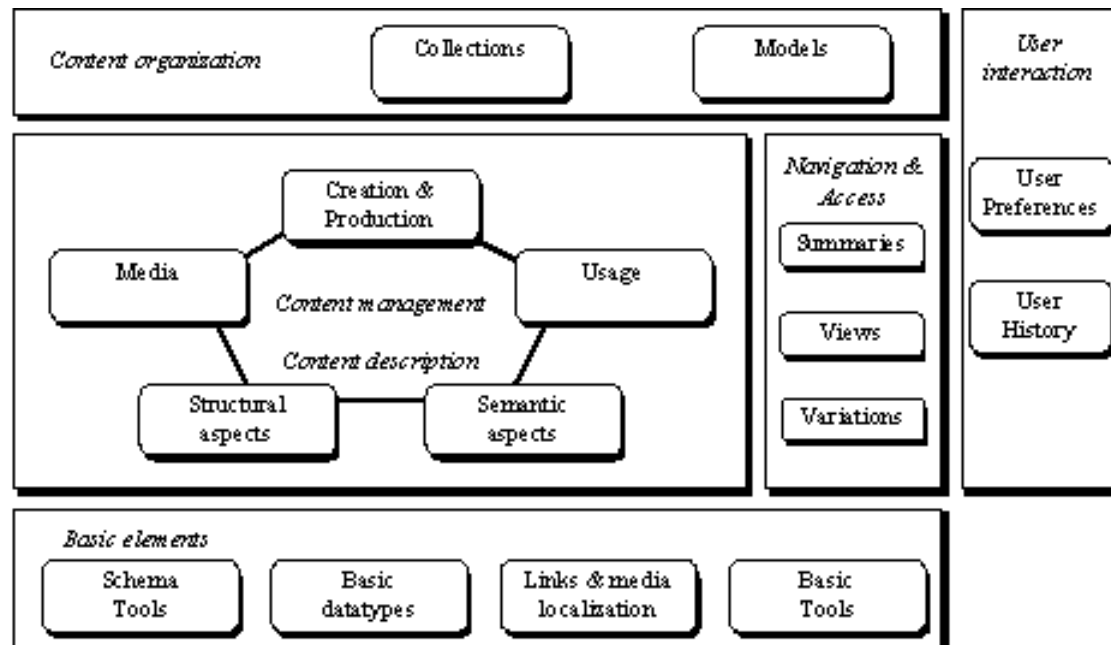 Content organization
Collections
Models
User
interaction
Creation &
Production
Media
Usage
Content management
Content description
Structural
aspects
Semantic
aspects
Navigation &
Access
Summaries
Views
Variations
User
Preferences
User
History
Basic elements
Schema
Tools
Basic
datatypes
Links & media
localization
Basic
Tools